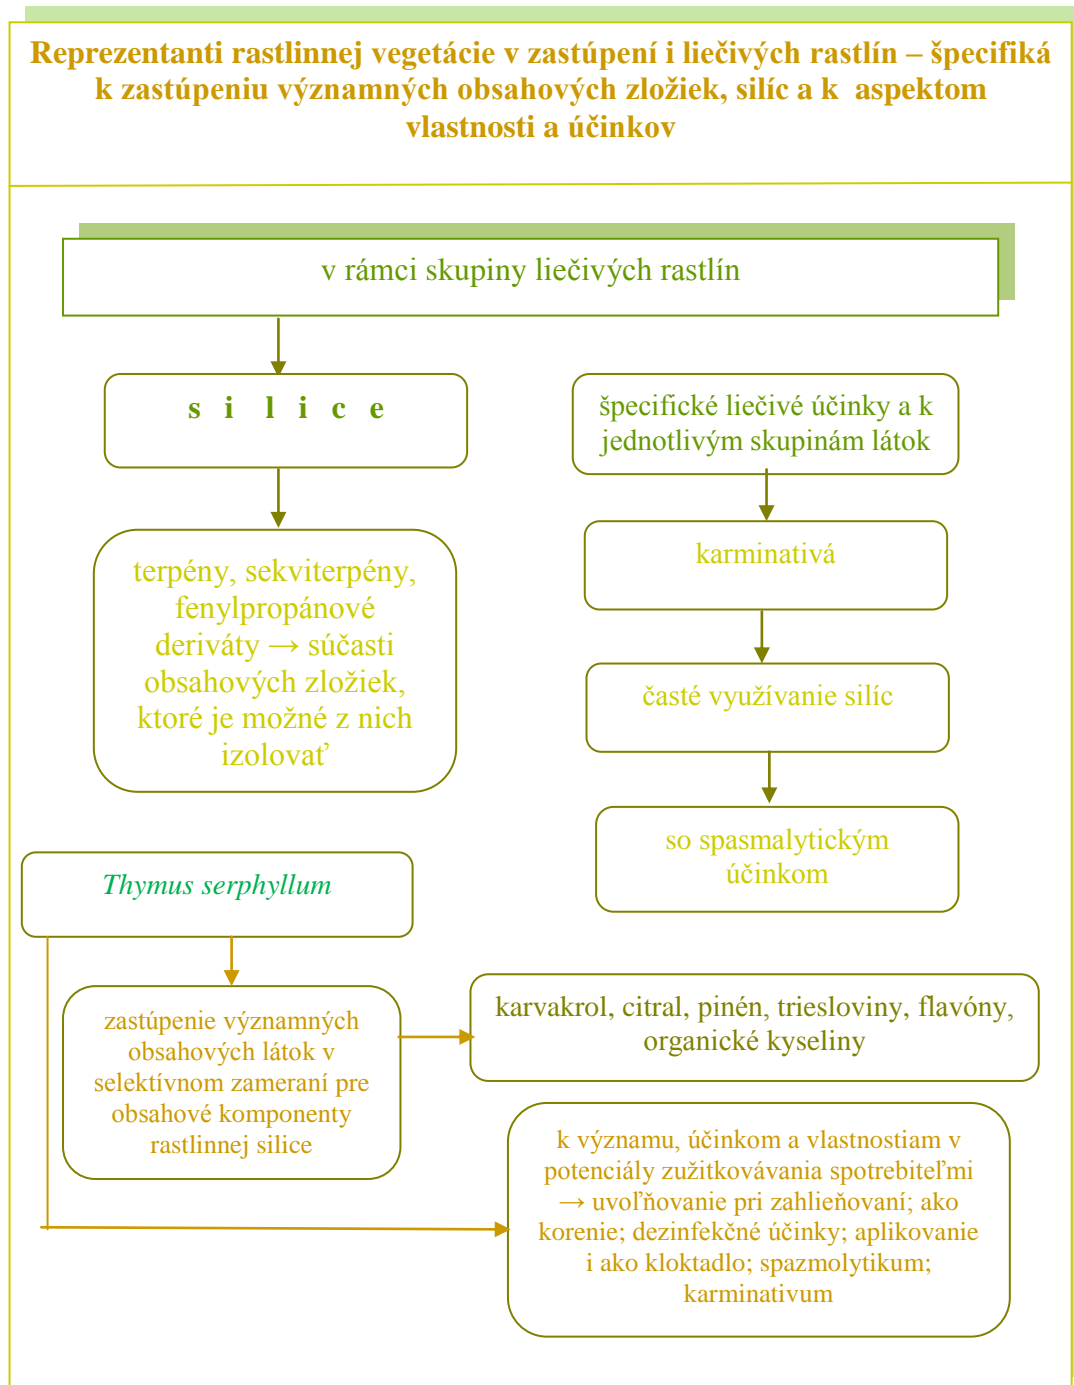 Reprezentanti rastlinnej vegetácie v zastúpení i liečivých rastlín – špecifiká
k zastúpeniu významných obsahových zložiek, silíc a k aspektom
vlastnosti a účinkov
v rámci skupiny liečivých rastlín
s i l i c e
špecifické liečivé účinky a k
jednotlivým skupinám látok
terpény, sekviterpény,
fenylpropánové
deriváty → súčasti
obsahových zložiek,
ktoré je možné z nich
izolovať
karminatívá
časté využívanie silíc
so spasmalytickým
účinkom
Thymus serphyllum
zastúpenie významných
obsahových látok v
selektívnom zameraní pre
obsahové komponenty
rastlinnej silice
karvakrol, citral, pinén, triesloviny, flavóny,
organické kyseliny
k významu, účinkom a vlastnostiam v
potenciály zužitkovávania spotrebiteľmi
→ uvoľňovanie pri zahlieňovaní; ako
korenie; dezinfekčné účinky; aplikovanie
i ako kloktadlo; spazmolytikum;
karminativum